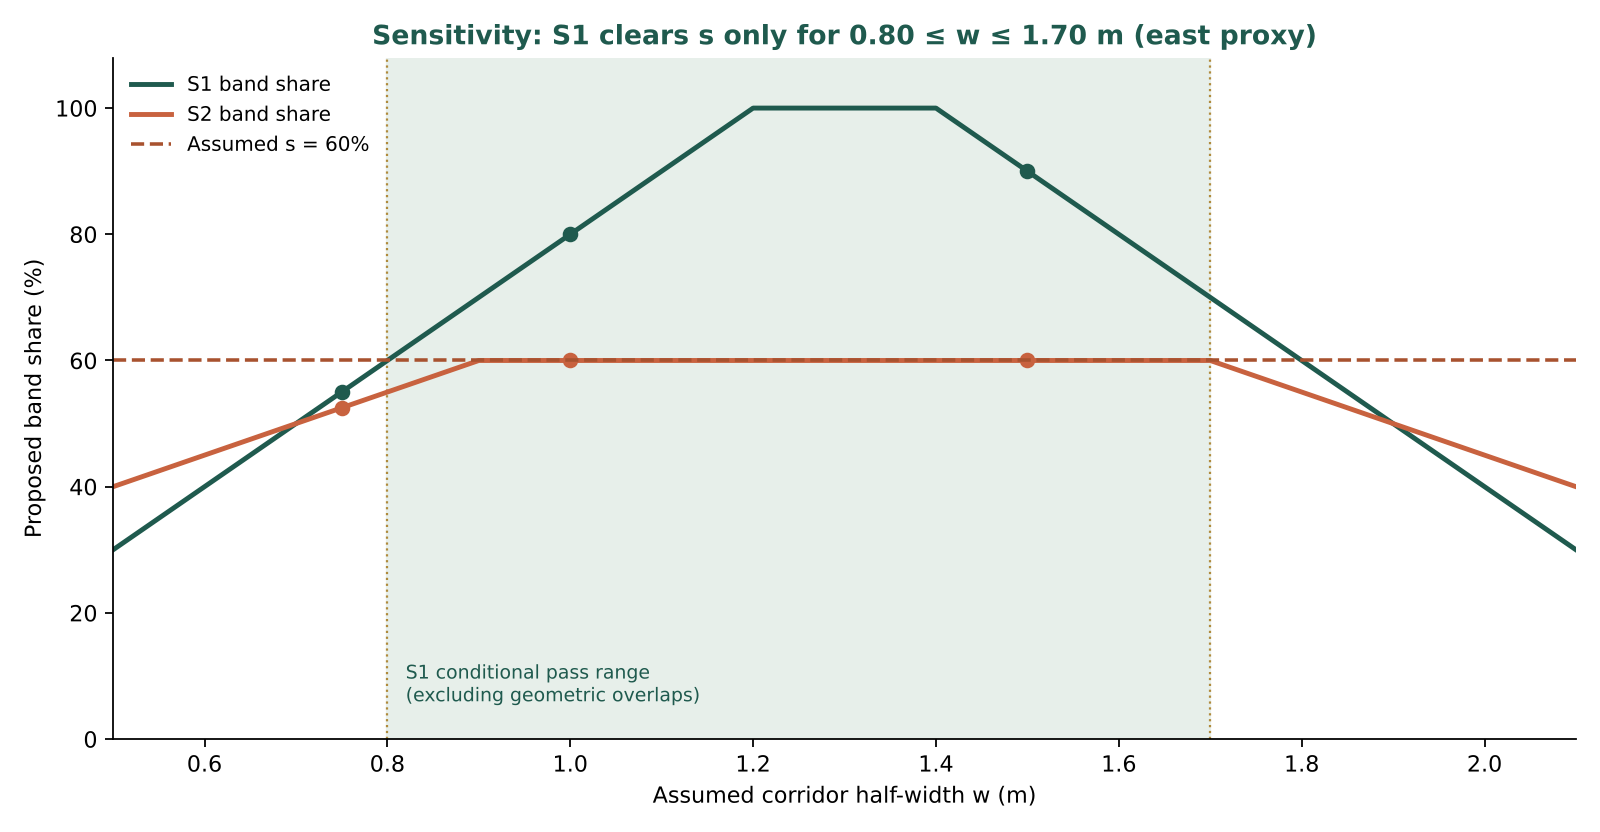 Sensitivity: S1 clears s only for 0.80 ≤ w ≤ 1.70 m (east proxy)
S1 band share
S2 band share
Assumed s = 60%
Proposed band share (%)
100
80
60
40
20
0
S1 conditional pass range
(excluding geometric overlaps)
0.6 0.8 1.0 1.2 1.4 1.6 1.8 2.0
Assumed corridor half-width w (m)